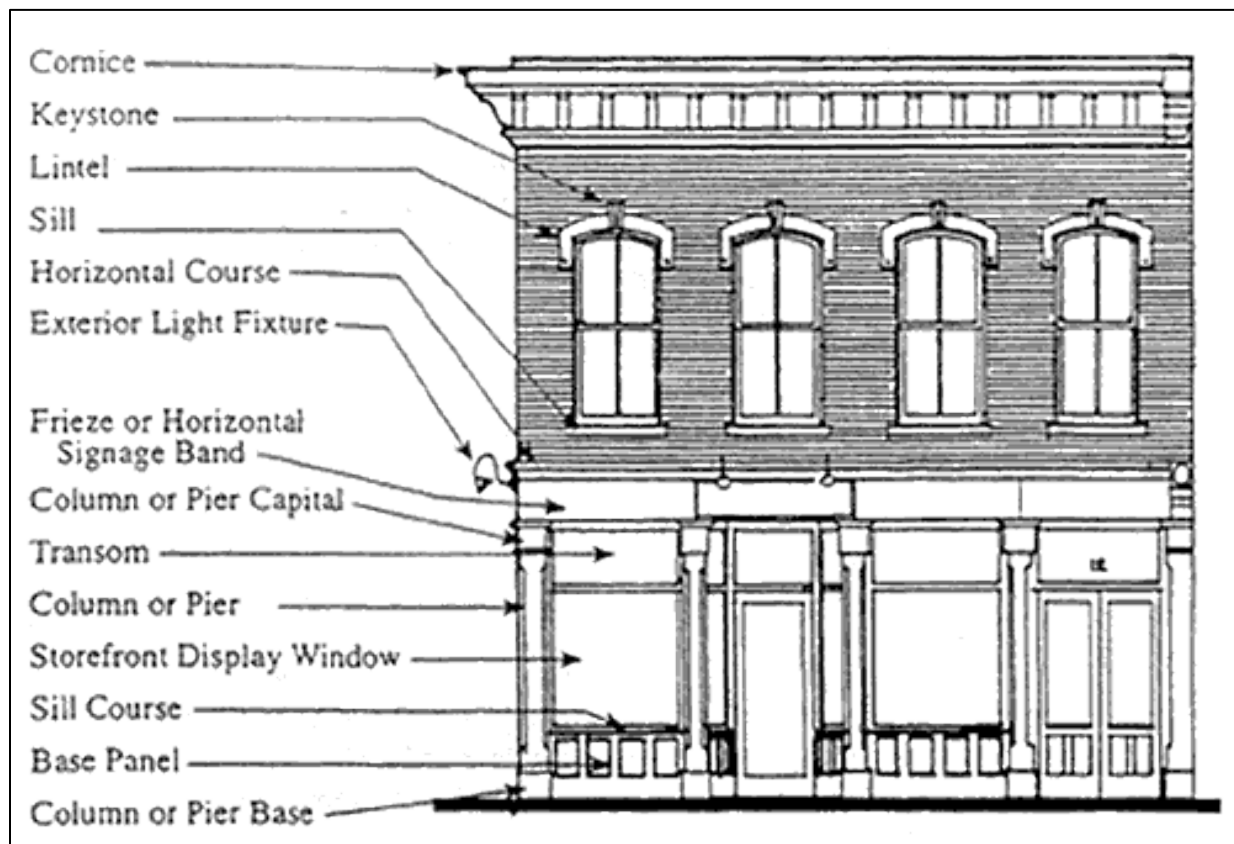 Cornice
Keystone
Lintel
Sill
Horizontal Course
Exterior Light Fixture
Frieze or Horizontal
Signage Band
Column or Pier Capital
Transom
Column or Pier
Storefront Display Window
Sill Course
Base Panel
Column or Pier Base